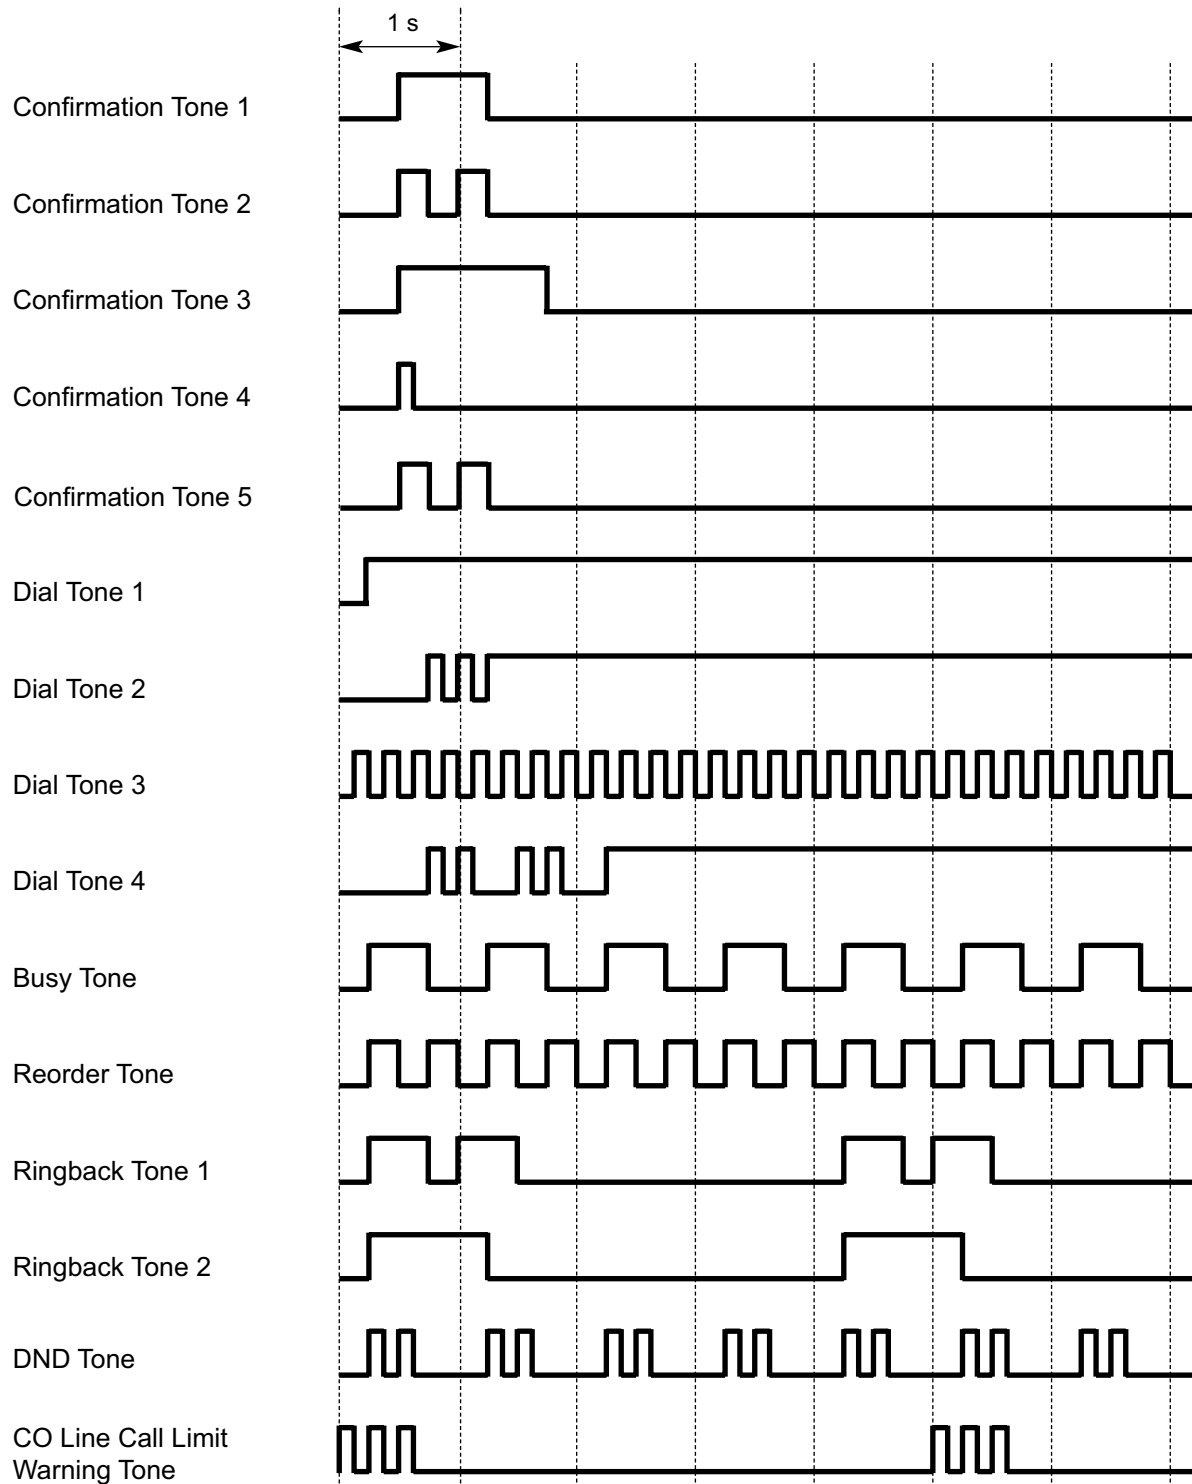 1 s
Confirmation Tone 1
Confirmation Tone 2
Confirmation Tone 3
Confirmation Tone 4
Confirmation Tone 5
Dial Tone 1
Dial Tone 2
Dial Tone 3
Dial Tone 4
Busy Tone
Reorder Tone
Ringback Tone 1
Ringback Tone 2
DND Tone
CO Line Call Limit
Warning Tone